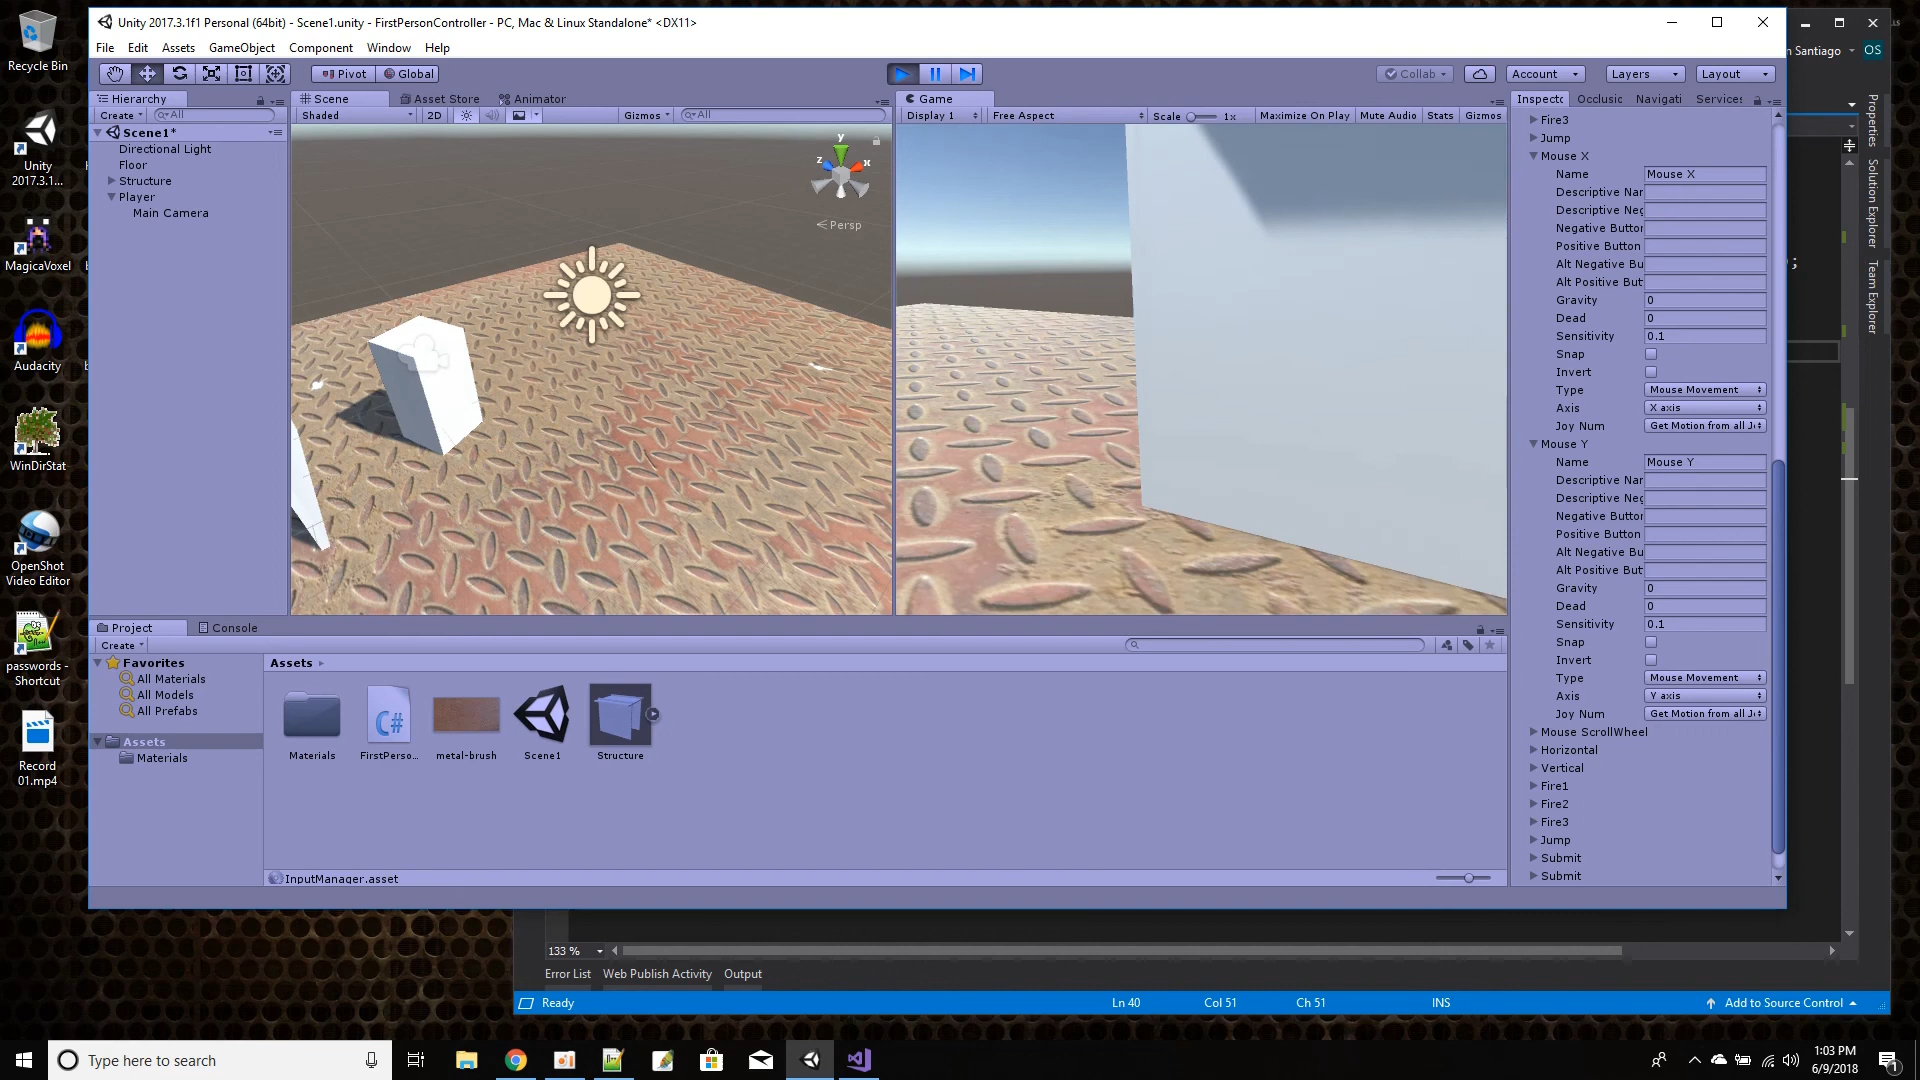 Recycle Bin
Unity
2017.3.1...
MagicaVoxel
Audacity
WinDirStat
OpenShot
Video Editor
passwords -
Shortcut
Record
01.mp4
Unity 2017.3.1f1 Personal (64bit) - Scene1.unity - FirstPersonController - PC, Mac & Linux Standalone* <DX11>
File Edit Assets GameObject Component Window Help
Pivot Global
Collab Account Layers Layout
Hierarchy
Create All
Scene1*
Directional Light
Floor
Structure
Player
Main Camera
Scene Asset Store Animator
Shaded 2D Gizmos All
y
z x
Persp
Game
Display 1 Free Aspect Scale 1x Maximize On Play Mute Audio Stats Gizmos
Inspecto Occlusic Navigati Services
Fire3
Jump
Mouse X
Name Mouse X
Descriptive Nar
Descriptive Neg
Negative Button
Positive Button
Alt Negative Bu
Alt Positive But
Gravity 0
Dead 0
Sensitivity 0.1
Snap
Invert
Type Mouse Movement
Axis X axis
Joy Num Get Motion from all J
Mouse Y
Name Mouse Y
Descriptive Nar
Descriptive Neg
Negative Button
Positive Button
Alt Negative Bu
Alt Positive But
Gravity 0
Dead 0
Sensitivity 0.1
Snap
Invert
Type Mouse Movement
Axis Y axis
Joy Num Get Motion from all J
Mouse ScrollWheel
Horizontal
Vertical
Fire1
Fire2
Fire3
Jump
Submit
Submit
Project Console
Create
Favorites
All Materials
All Models
All Prefabs
Assets
Materials
Assets
Materials
C#
FirstPerso...
metal-brush
Scene1
Structure
InputManager.asset
n Santiago OS
Properties
Solution Explorer
Team Explorer
);
133 %
Error List Web Publish Activity Output
Ready Ln 40 Col 51 Ch 51 INS Add to Source Control
Type here to search
1:03 PM
6/9/2018
1